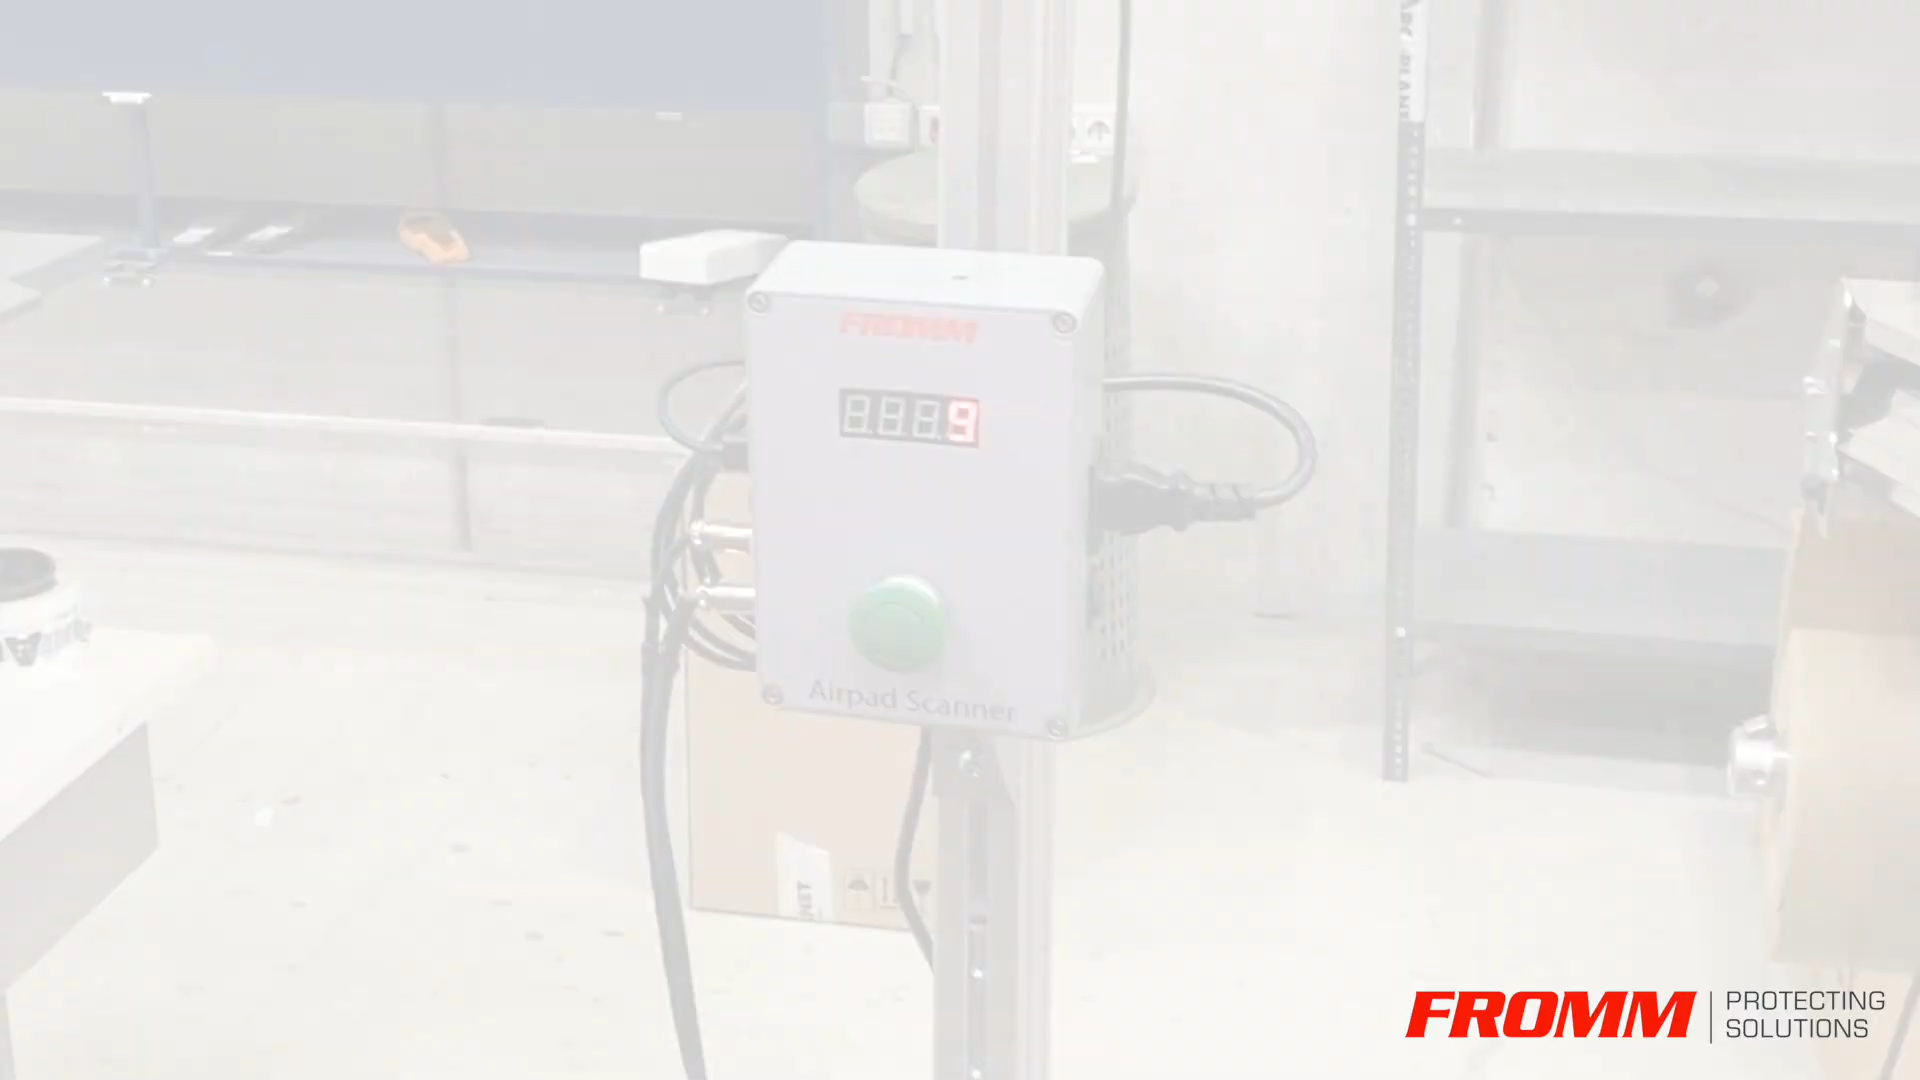 FROMM
9
Airpad Scanner
FROMM
PROTECTING
SOLUTIONS